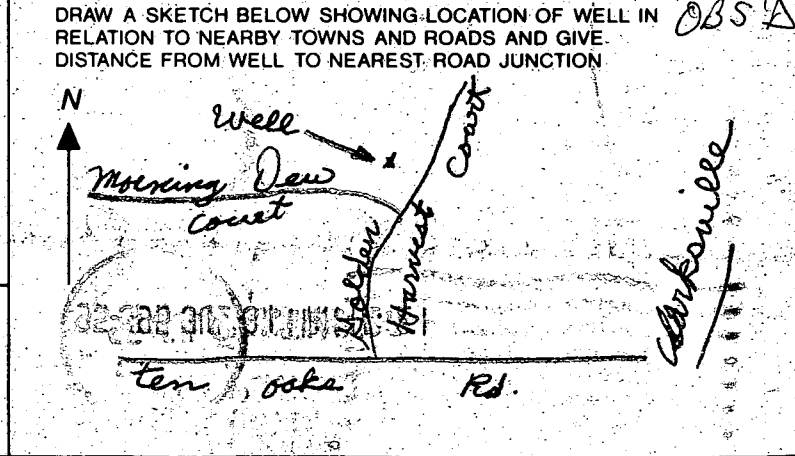 DRAW A SKETCH BELOW SHOWING LOCATION OF WELL IN
RELATION TO NEARBY TOWNS AND ROADS AND GIVE
DISTANCE FROM WELL TO NEAREST ROAD JUNCTION
N
Well
Morning Dew
Court
Golden
Harvest
Court
Clarksville
ten oaks Rd.